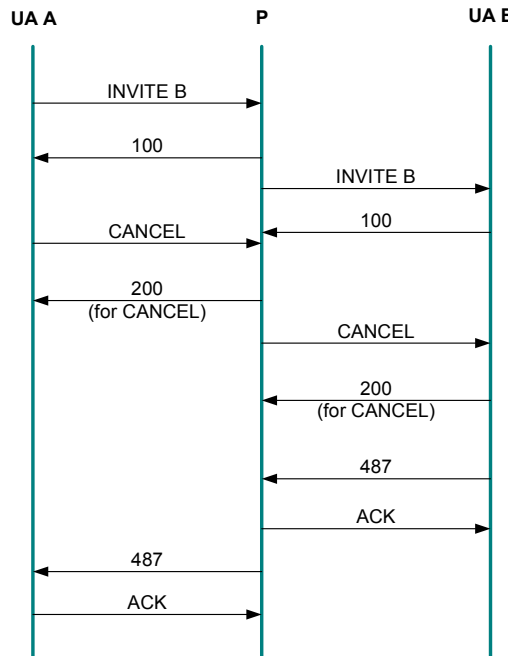 UA A
P
UA B
INVITE B
100
INVITE B
100
CANCEL
200
(for CANCEL)
CANCEL
200
(for CANCEL)
487
ACK
487
ACK